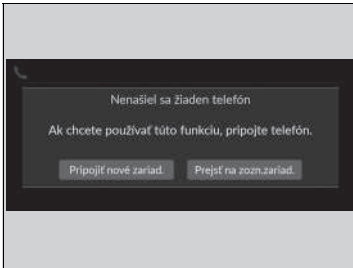 Nenašiel sa žiaden telefón
Ak chcete používať túto funkciu, pripojte telefón.
Pripojiť nové zariad.
Prejsť na zozn.zariad.